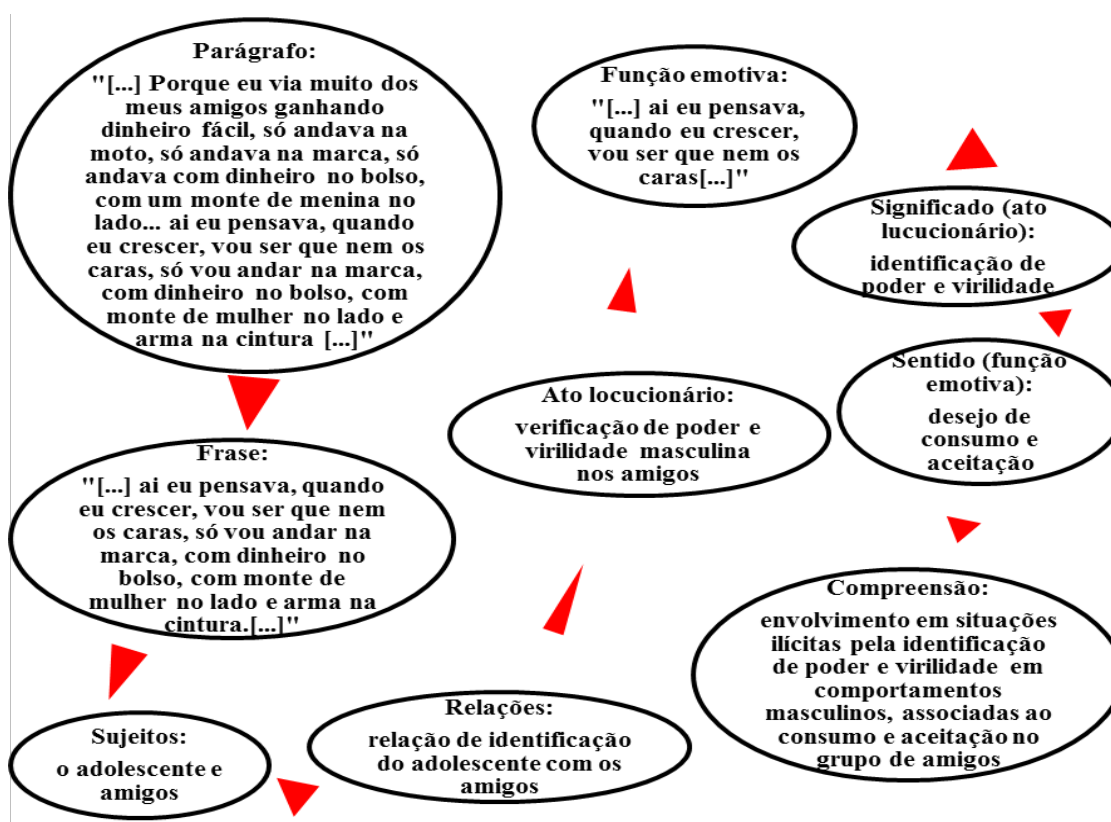 Parágrafo:
"[...] Porque eu via muito dos
meus amigos ganhando
dinheiro fácil, só andava na
moto, só andava na marca, só
andava com dinheiro no bolso,
com um monte de menina no
lado... ai eu pensava, quando
eu crescer, vou ser que nem os
caras, só vou andar na marca,
com dinheiro no bolso, com
monte de mulher no lado e
arma na cintura [...]"
Frase:
"[...] ai eu pensava, quando
eu crescer, vou ser que nem
os caras, só vou andar na
marca, com dinheiro no
bolso, com monte de
mulher no lado e arma na
cintura.[...]"
Sujeitos:
o adolescente e
amigos
Relações:
relação de identificação
do adolescente com os
amigos
Ato locucionário:
verificação de poder e
virilidade masculina
nos amigos
Função emotiva:
"[...] ai eu pensava,
quando eu crescer,
vou ser que nem os
caras[...]"
Significado (ato
lucucionário):
identificação de
poder e virilidade
Sentido (função
emotiva):
desejo de
consumo e
aceitação
Compreensão:
envolvimento em situações
ilícitas pela identificação
de poder e virilidade em
comportamentos
masculinos, associadas ao
consumo e aceitação no
grupo de amigos